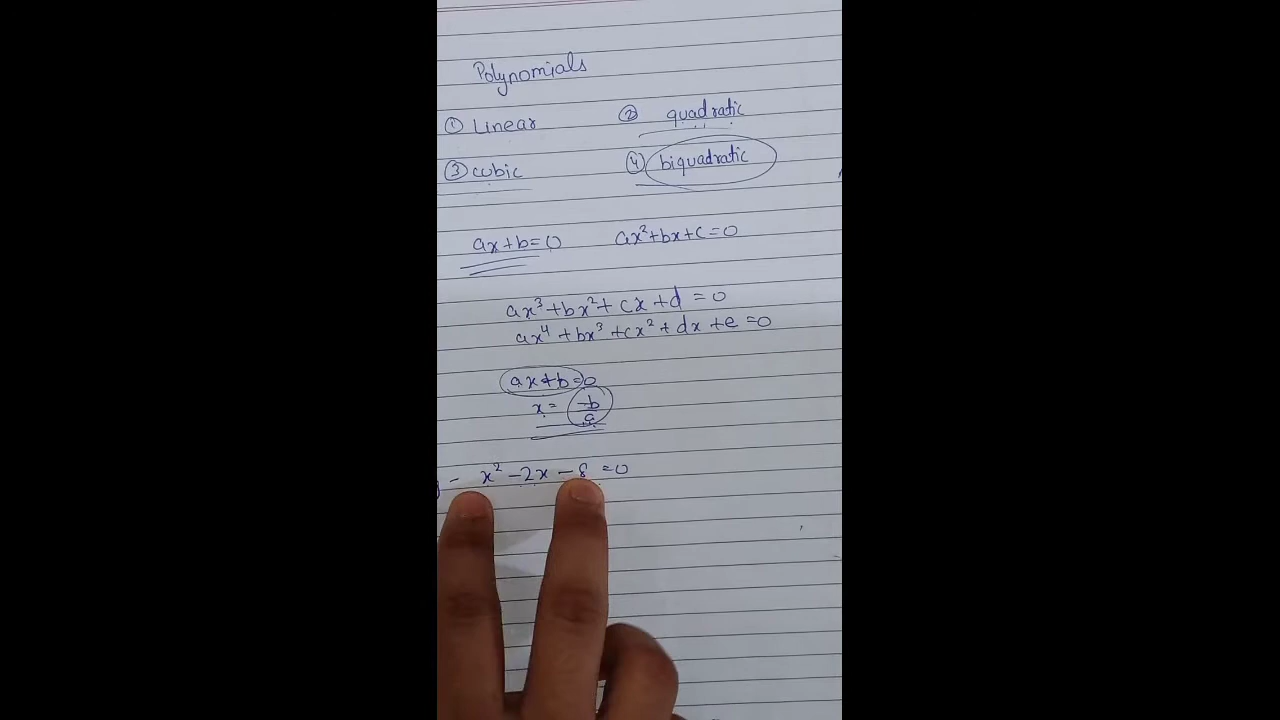 Polynomials
① Linear ② quadratic
③ cubic ④ biquadratic
ax+b=0 ax²+bx+c=0
ax³+bx²+cx+d=0
ax⁴+bx³+cx²+dx+e=0
ax+b=0
x= -b/a
- x²-2x-8=0